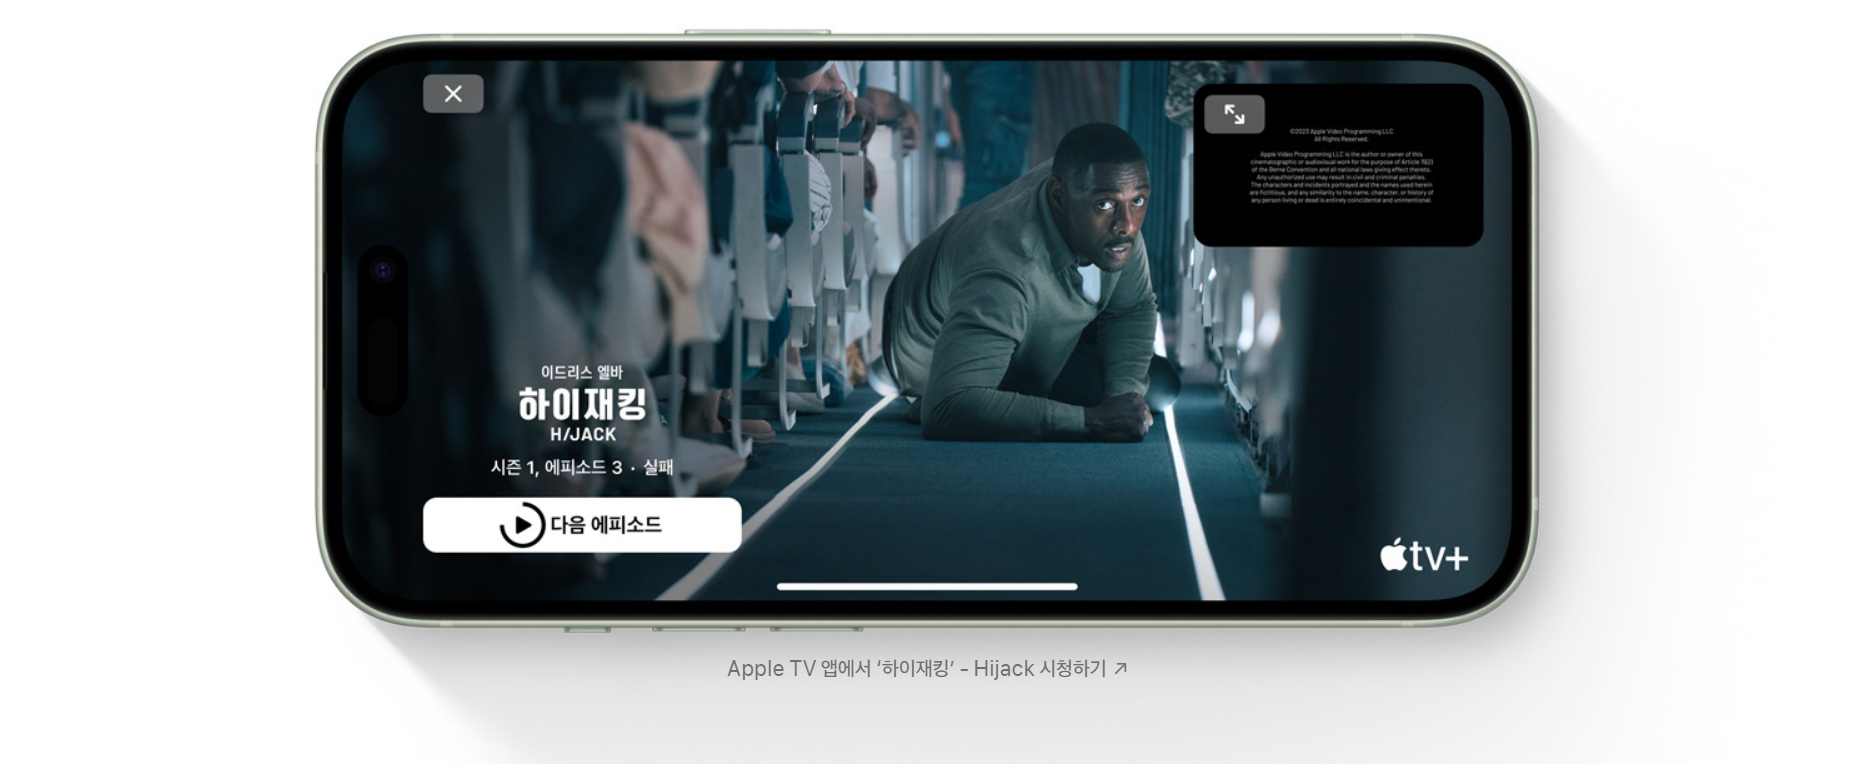 ©2023 Apple Video Programming LLC
All Rights Reserved.
Apple Video Programming LLC is the author or owner of this
cinematographic or audiovisual work for the purpose of Article 15(2)
of the Berne Convention and all national laws giving effect thereto.
Any unauthorized use may result in civil and criminal penalties.
The characters and incidents portrayed and the names used herein
are fictitious, and any similarity to the name, character, or history of
any person living or dead is entirely coincidental and unintentional.
이드리스 엘바
하이재킹
H/JACK
시즌 1, 에피소드 3 · 실패
다음 에피소드
tv+
Apple TV 앱에서 ‘하이재킹’ - Hijack 시청하기 ↗